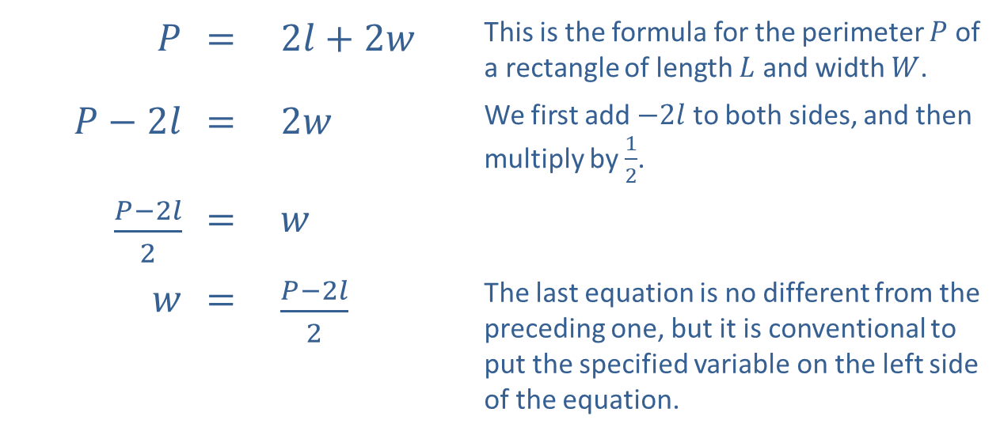 P = 2l + 2w This is the formula for the perimeter P of
a rectangle of length L and width W.
P − 2l = 2w We first add −2l to both sides, and then
multiply by 1/2.
P−2l/2 = w
w = P−2l/2 The last equation is no different from the
preceding one, but it is conventional to
put the specified variable on the left side
of the equation.